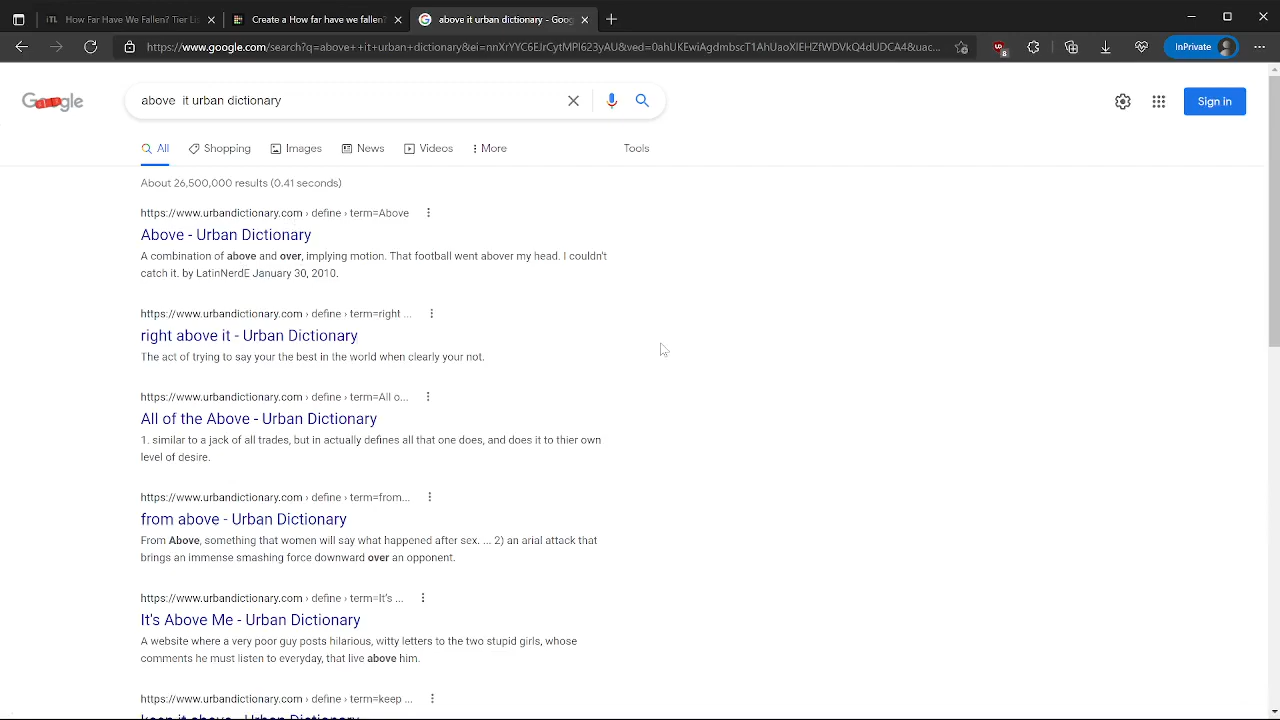 How Far Have We Fallen? Tier Lis
Create a How far have we fallen?
above it urban dictionary - Goog
https://www.google.com/search?q=above++it+urban+dictionary&ei=nnXrYYC6EJrCytMPl623yAU&ved=0ahUKEwiAgdmbscT1AhUaoXIEHZfWDVkQ4dUDCA4&uac...
InPrivate
Google
above  it urban dictionary
Sign in
All
Shopping
Images
News
Videos
More
Tools
About 26,500,000 results (0.41 seconds)
https://www.urbandictionary.com › define › term=Above
Above - Urban Dictionary
A combination of above and over, implying motion. That football went abover my head. I couldn't
catch it. by LatinNerdE January 30, 2010.
https://www.urbandictionary.com › define › term=right ...
right above it - Urban Dictionary
The act of trying to say your the best in the world when clearly your not.
https://www.urbandictionary.com › define › term=All o...
All of the Above - Urban Dictionary
1. similar to a jack of all trades, but in actually defines all that one does, and does it to thier own
level of desire.
https://www.urbandictionary.com › define › term=from...
from above - Urban Dictionary
From Above, something that women will say what happened after sex. ... 2) an arial attack that
brings an immense smashing force downward over an opponent.
https://www.urbandictionary.com › define › term=It's ...
It's Above Me - Urban Dictionary
A website where a very poor guy posts hilarious, witty letters to the two stupid girls, whose
comments he must listen to everyday, that live above him.
https://www.urbandictionary.com › define › term=keep ...
keep it above - Urban Dictionary